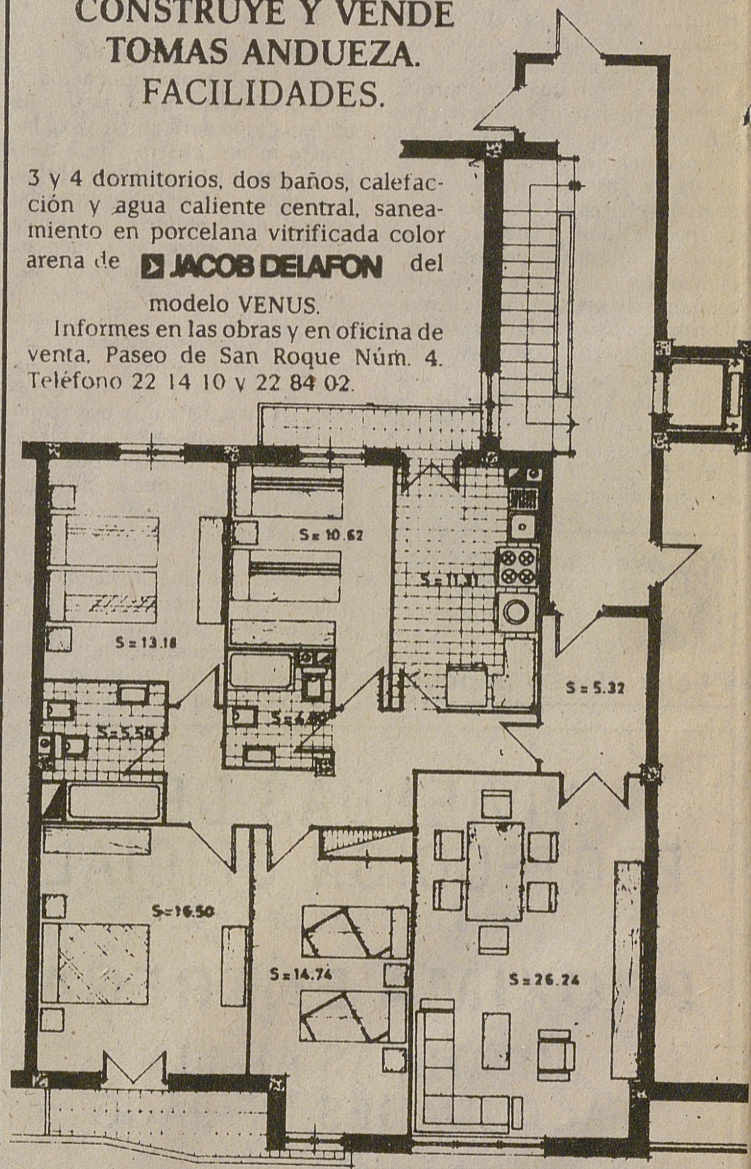 CONSTRUYE Y VENDE
TOMAS ANDUEZA.
FACILIDADES.
3 y 4 dormitorios, dos baños, calefac-
ción y agua caliente central, sanea-
miento en porcelana vitrificada color
arena de JACOB DELAFON del
modelo VENUS.
Informes en las obras y en oficina de
venta, Paseo de San Roque Núm. 4.
Teléfono 22 14 10 y 22 84 02.
S= 10.62
S= 11.31
S= 13.18
S= 5.32
S=5.50
S=16.50
S=14.74
S=26.24